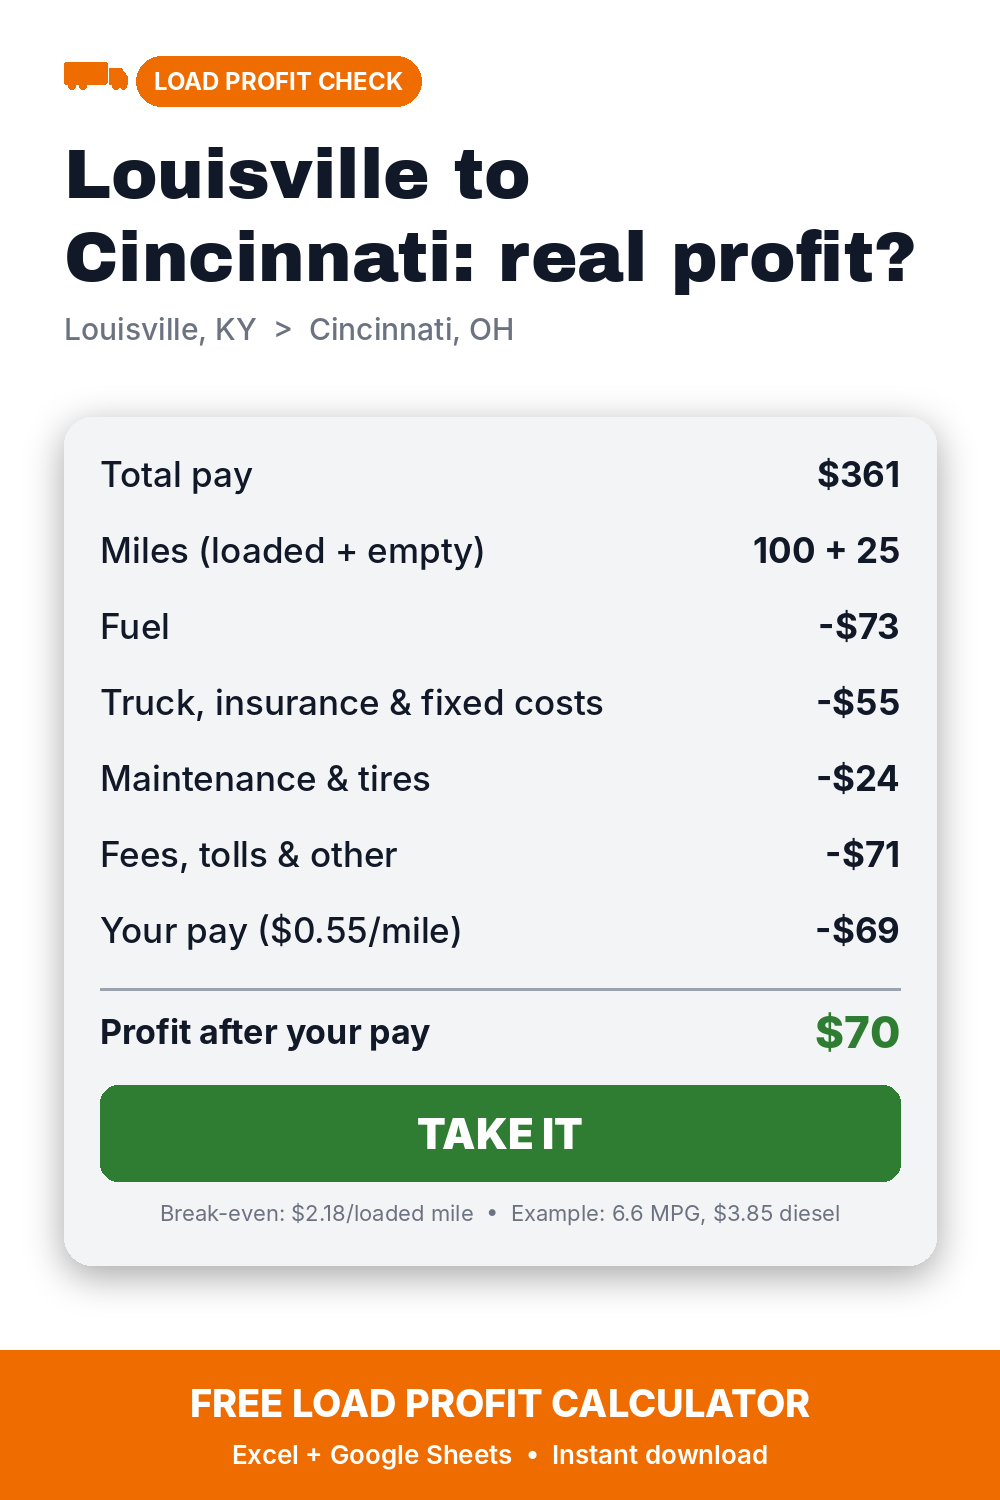 LOAD PROFIT CHECK
Louisville to
Cincinnati: real profit?
Louisville, KY > Cincinnati, OH
Total pay $361
Miles (loaded + empty) 100 + 25
Fuel -$73
Truck, insurance & fixed costs -$55
Maintenance & tires -$24
Fees, tolls & other -$71
Your pay ($0.55/mile) -$69
Profit after your pay $70
TAKE IT
Break-even: $2.18/loaded mile • Example: 6.6 MPG, $3.85 diesel
FREE LOAD PROFIT CALCULATOR
Excel + Google Sheets • Instant download